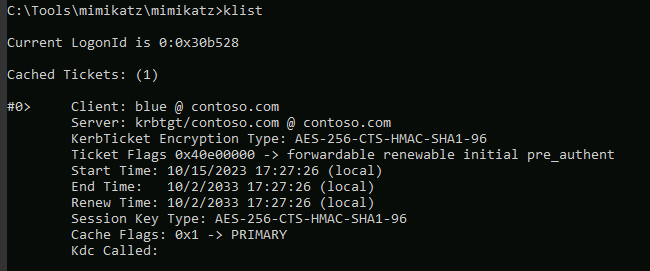 C:\Tools\mimikatz\mimikatz>klist
Current LogonId is 0:0x30b528
Cached Tickets: (1)
#0> Client: blue @ contoso.com
Server: krbtgt/contoso.com @ contoso.com
KerbTicket Encryption Type: AES-256-CTS-HMAC-SHA1-96
Ticket Flags 0x40e00000 -> forwardable renewable initial pre_authent
Start Time: 10/15/2023 17:27:26 (local)
End Time: 10/2/2033 17:27:26 (local)
Renew Time: 10/2/2033 17:27:26 (local)
Session Key Type: AES-256-CTS-HMAC-SHA1-96
Cache Flags: 0x1 -> PRIMARY
Kdc Called: